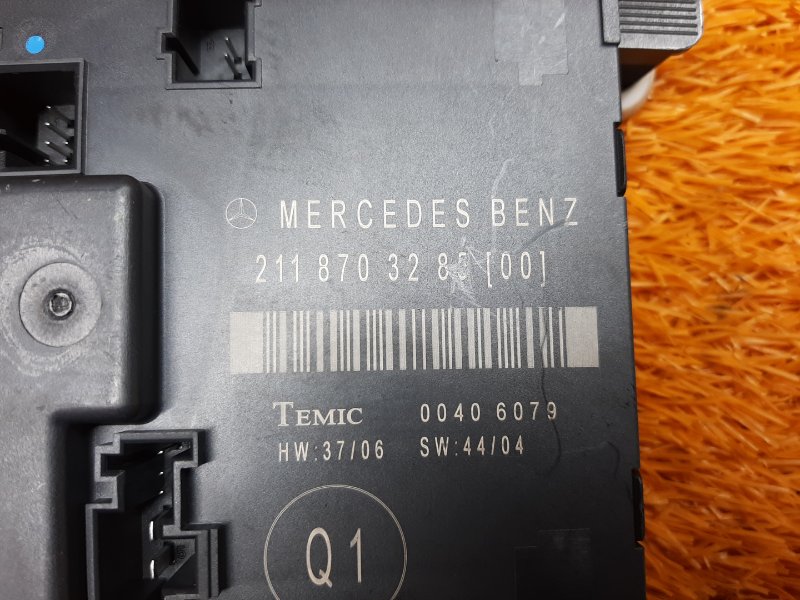 MERCEDES BENZ
211 870 32 [00]
TEMIC 0040 6079
HW:37/06 SW:44/04
Q1